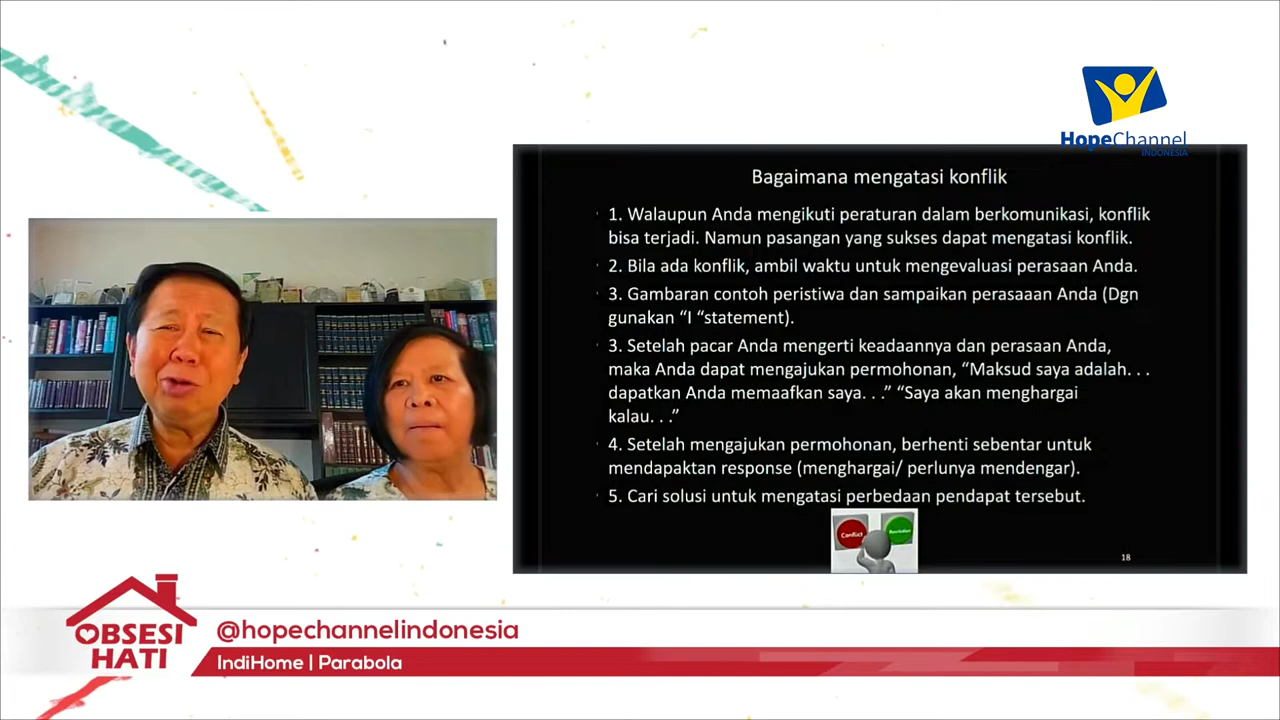 HopeChannel
INDONESIA
Bagaimana mengatasi konflik
1. Walaupun Anda mengikuti peraturan dalam berkomunikasi, konflik
bisa terjadi. Namun pasangan yang sukses dapat mengatasi konflik.
2. Bila ada konflik, ambil waktu untuk mengevaluasi perasaan Anda.
3. Gambaran contoh peristiwa dan sampaikan perasaaan Anda (Dgn
gunakan “I “statement).
3. Setelah pacar Anda mengerti keadaannya dan perasaan Anda,
maka Anda dapat mengajukan permohonan, “Maksud saya adalah. . .
dapatkan Anda memaafkan saya. . .” “Saya akan menghargai
kalau. . .”
4. Setelah mengajukan permohonan, berhenti sebentar untuk
mendapaktan response (menghargai/ perlunya mendengar).
5. Cari solusi untuk mengatasi perbedaan pendapat tersebut.
Conflict
Resolution
18
OBSESI
HATI
@hopechannelindonesia
IndiHome | Parabola